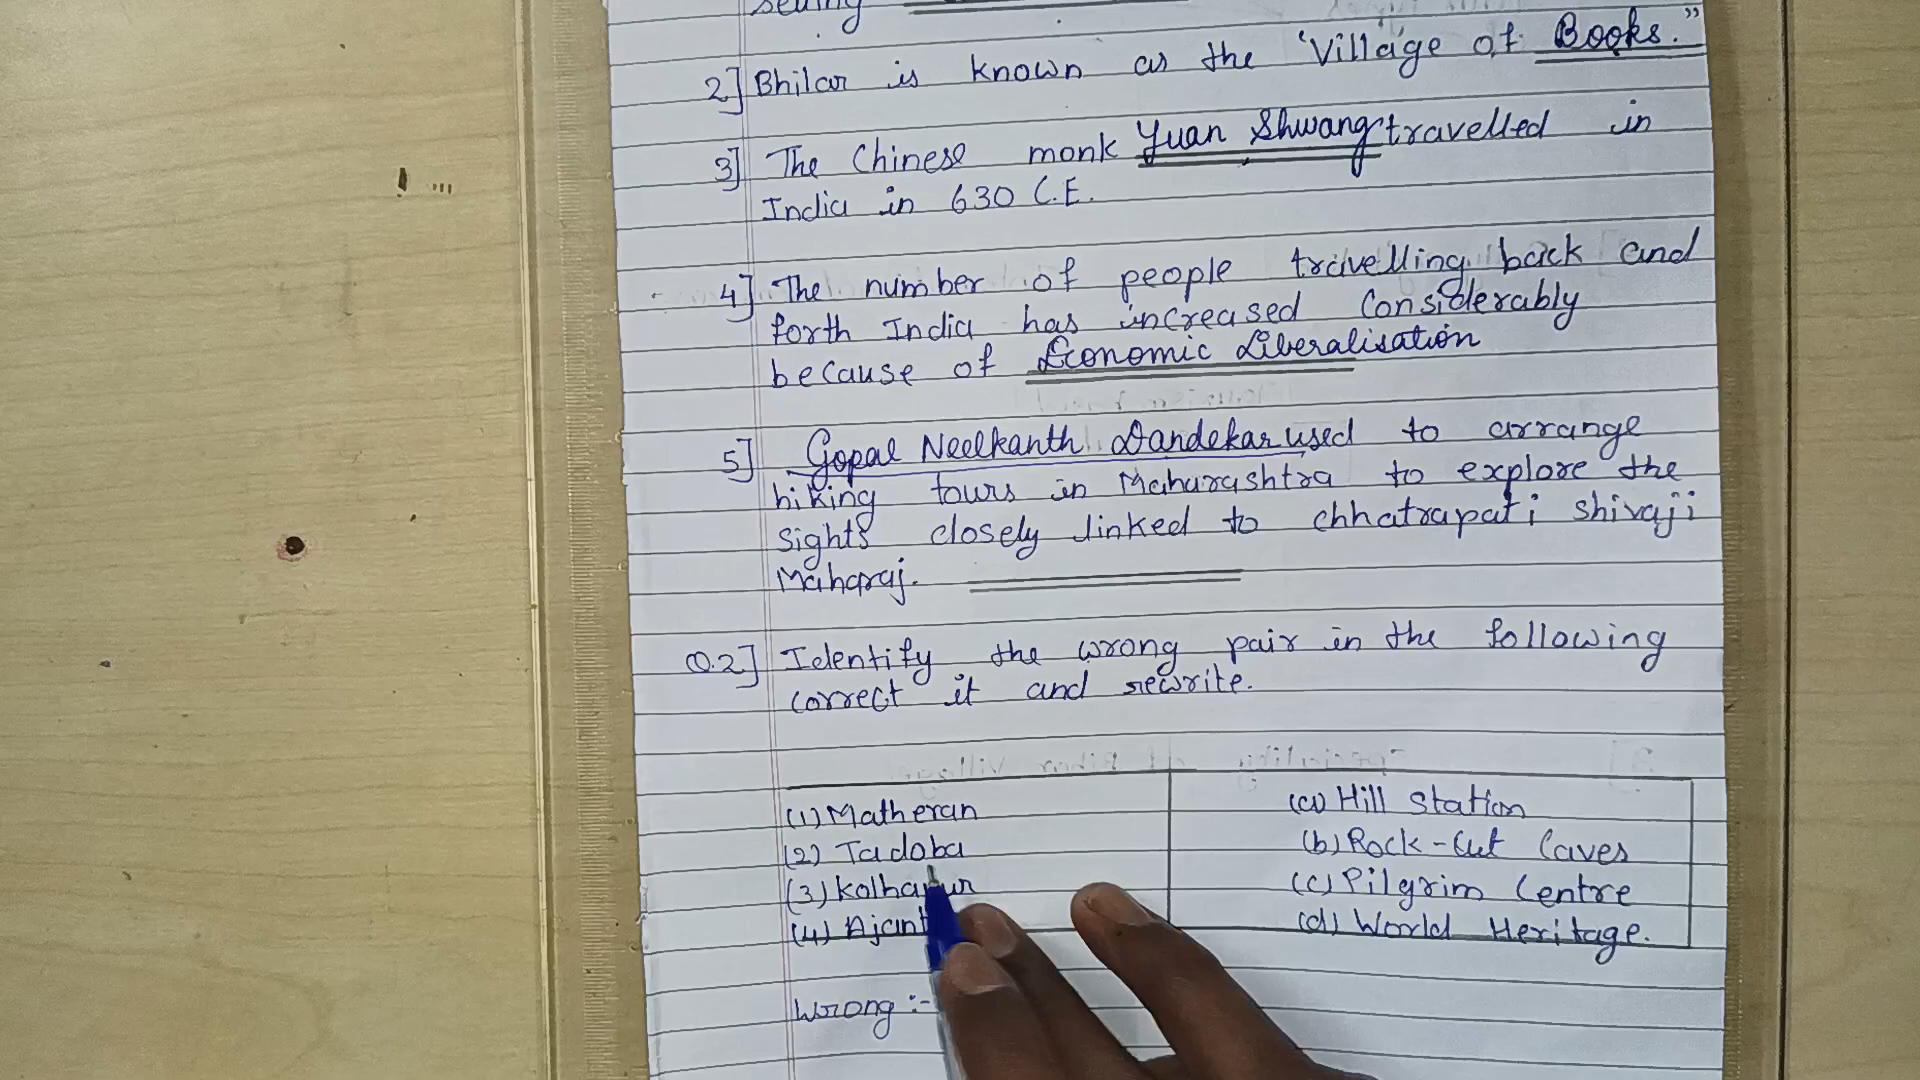 2] Bhilar is known as the 'Village of Books."
3] The Chinese monk Yuan Shwang travelled in
India in 630 C.E.
4] The number of people travelling back and
forth India has increased Considerably
because of Economic Liberalisation
5] Gopal Neelkanth Dandekar used to arrange
hiking tours in Maharashtra to explore the
sights closely linked to chhatrapati shivaji
Maharaj.
Q.2] Identify the wrong pair in the following
correct it and rewrite.
(1) Matheran (a) Hill Station
(2) Tadoba (b) Rock-Cut Caves
(3) Kolhapur (c) Pilgrim Centre
(4) (d) World Heritage.
Wrong :-